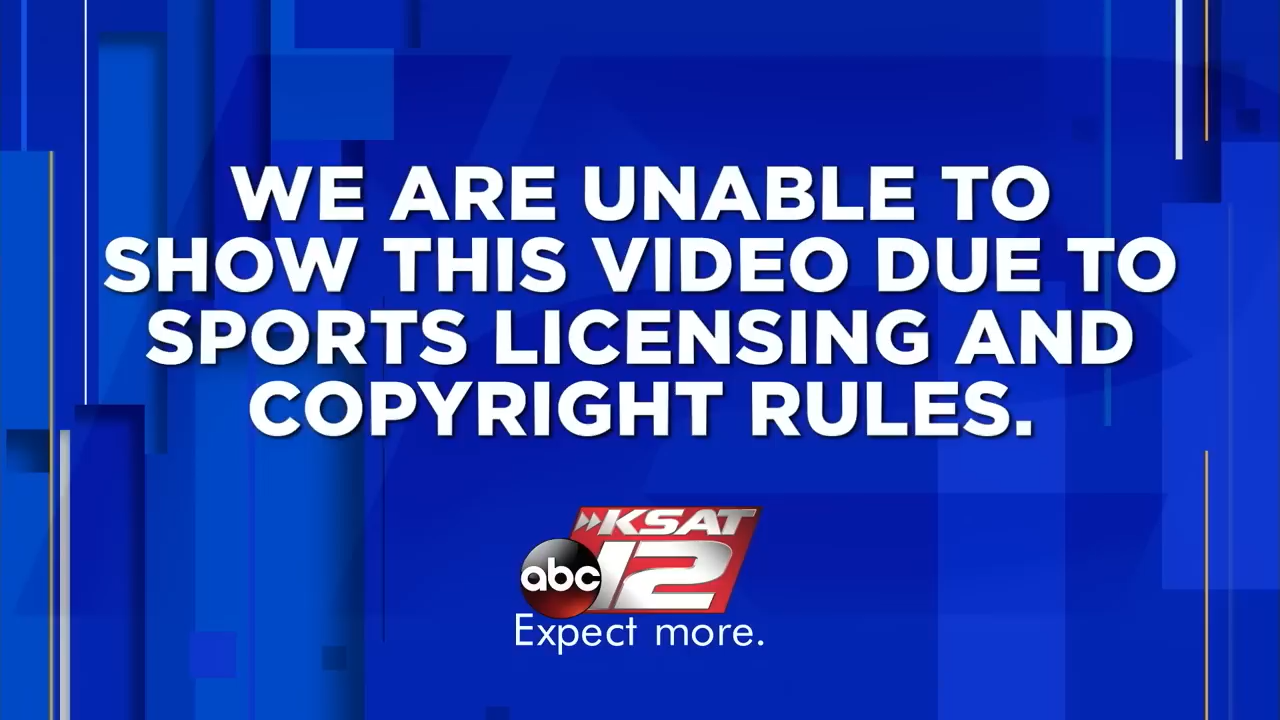 WE ARE UNABLE TO
SHOW THIS VIDEO DUE TO
SPORTS LICENSING AND
COPYRIGHT RULES.
KSAT
abc 12
Expect more.